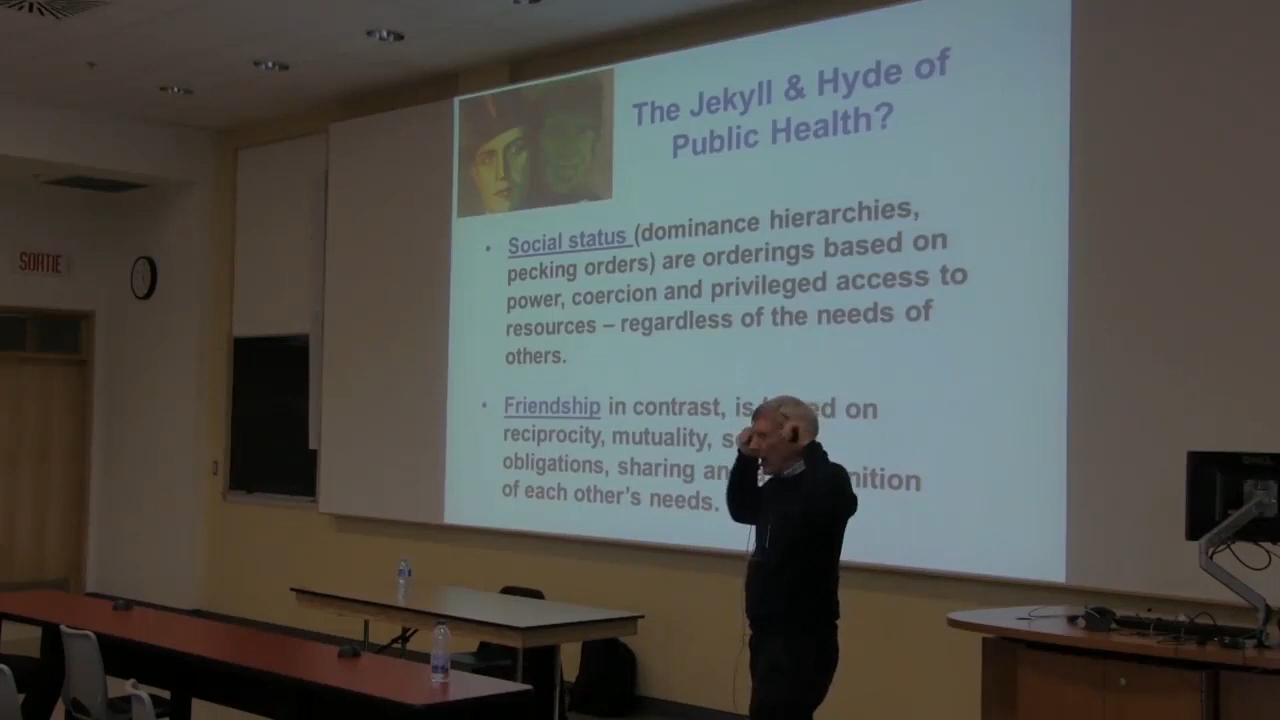 SORTIE
The Jekyll & Hyde of
Public Health?
• Social status (dominance hierarchies,
pecking orders) are orderings based on
power, coercion and privileged access to
resources – regardless of the needs of
others.
• Friendship in contrast, is on
reciprocity, mutuality,
obligations, sharing
of each other's needs.